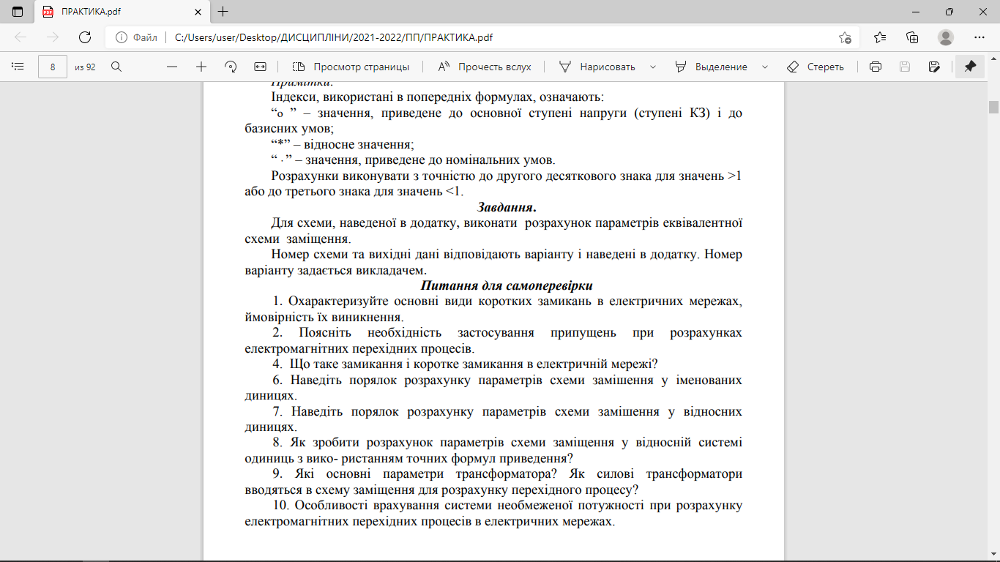 ПРАКТИКА.pdf
Файл
C:/Users/user/Desktop/ДИСЦИПЛІНИ/2021-2022/ПП/ПРАКТИКА.pdf
8 из 92 Просмотр страницы Прочесть вслух Нарисовать Выделение Стереть
Примітки:
Індекси, використані в попередніх формулах, означають:
“о ” – значення, приведене до основної ступені напруги (ступені КЗ) і до
базисних умов;
“*” – відносне значення;
“ · ” – значення, приведене до номінальних умов.
Розрахунки виконувати з точністю до другого десяткового знака для значень >1
або до третього знака для значень <1.
Завдання.
Для схеми, наведеної в додатку, виконати розрахунок параметрів еквівалентної
схеми заміщення.
Номер схеми та вихідні дані відповідають варіанту і наведені в додатку. Номер
варіанту задається викладачем.
Питання для самоперевірки
1. Охарактеризуйте основні види коротких замикань в електричних мережах,
ймовірність їх виникнення.
2. Поясніть необхідність застосування припущень при розрахунках
електромагнітних перехідних процесів.
4. Що таке замикання і коротке замикання в електричній мережі?
6. Наведіть порялок розрахунку параметрів схеми замішення у іменованих
диницях.
7. Наведіть порялок розрахунку параметрів схеми замішення у відносних
диницях.
8. Як зробити розрахунок параметрів схеми заміщення у відносній системі
одиниць з вико- ристанням точних формул приведення?
9. Які основні параметри трансформатора? Як силові трансформатори
вводяться в схему заміщення для розрахунку перехідного процесу?
10. Особливості врахування системи необмеженої потужності при розрахунку
електромагнітних перехідних процесів в електричних мережах.